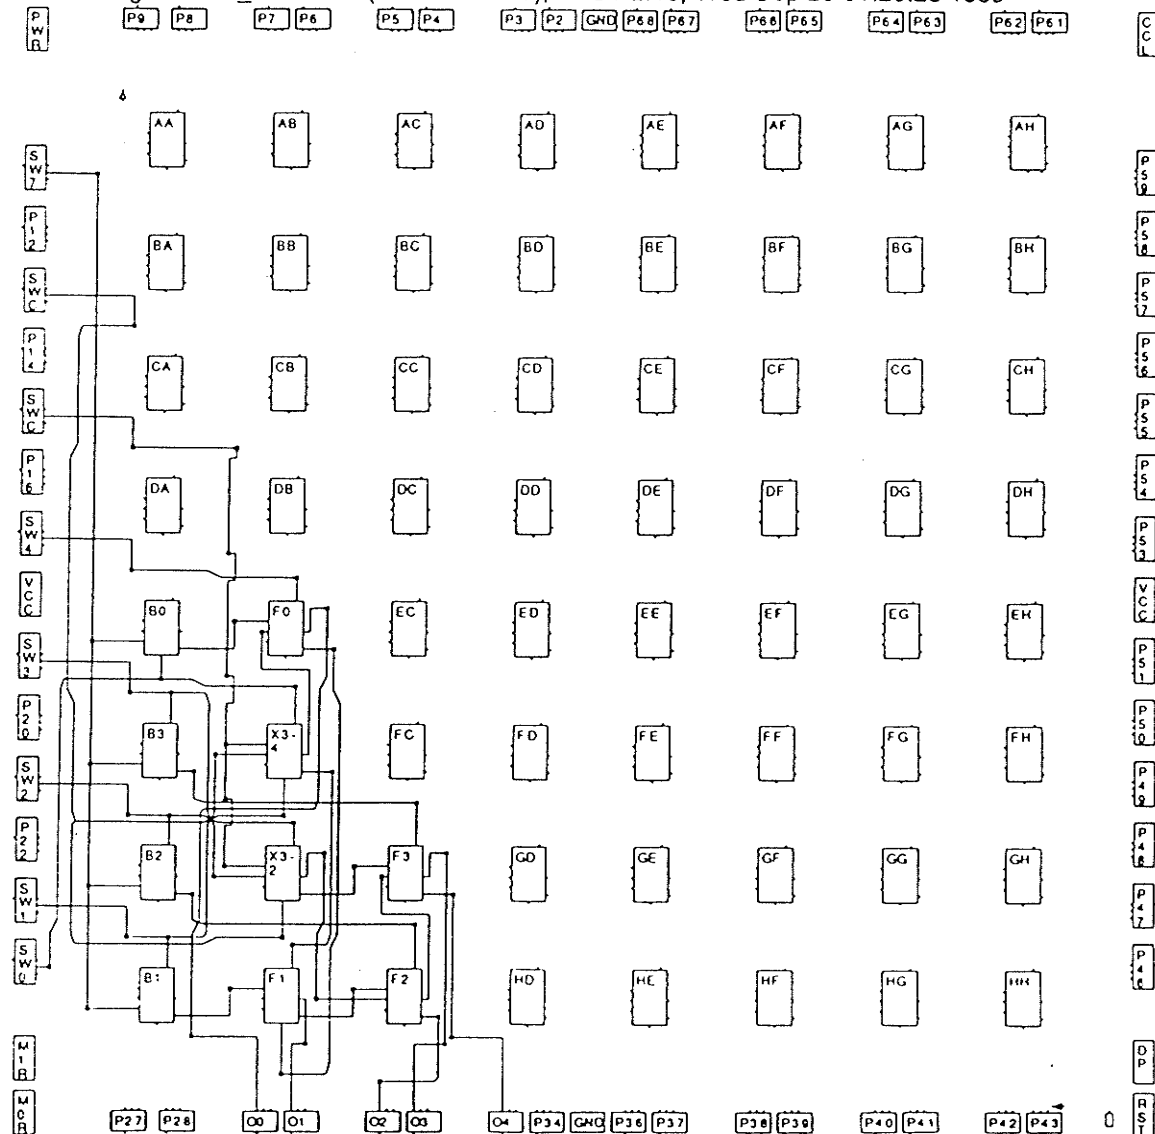 PWR P9 P8 P7 P6 P5 P4 P3 P2 GND P68 P67 P66 P65 P64 P63 P62 P61 CCL
AA AB AC AD AE AF AG AH
SW7 P59
P12 P58
BA BB BC BD BE BF BG BH
SWC P57
P14 P56
CA CB CC CD CE CF CG CH
SWC P55
P16 P54
DA DB DC DD DE DF DG DH
SW4 P53
VCC VCC
B0 F0 EC ED EE EF EG EH
SW3 P51
P20 P50
B3 X3-4 FC FD FE FF FG FH
SW2 P49
P22 P48
B2 X3-2 F3 GD GE GF GG GH
SW1 P47
SW0 P46
B1 F1 F2 HD HE HF HG HH
M1R DP
M0R P27 P28 O0 O1 O2 O3 O4 P34 GND P36 P37 P38 P39 P40 P41 P42 P43 RST